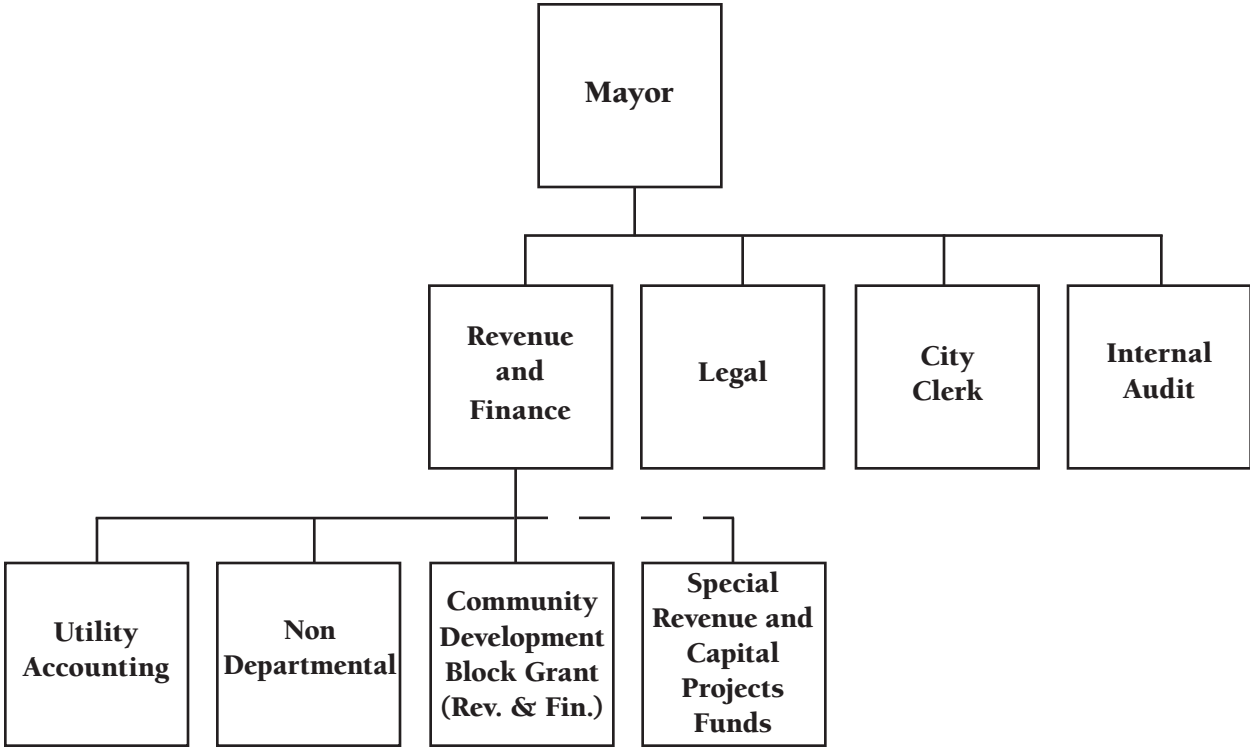 Mayor
Revenue
and
Finance
Legal
City
Clerk
Internal
Audit
Utility
Accounting
Non
Departmental
Community
Development
Block Grant
(Rev. & Fin.)
Special
Revenue and
Capital
Projects
Funds